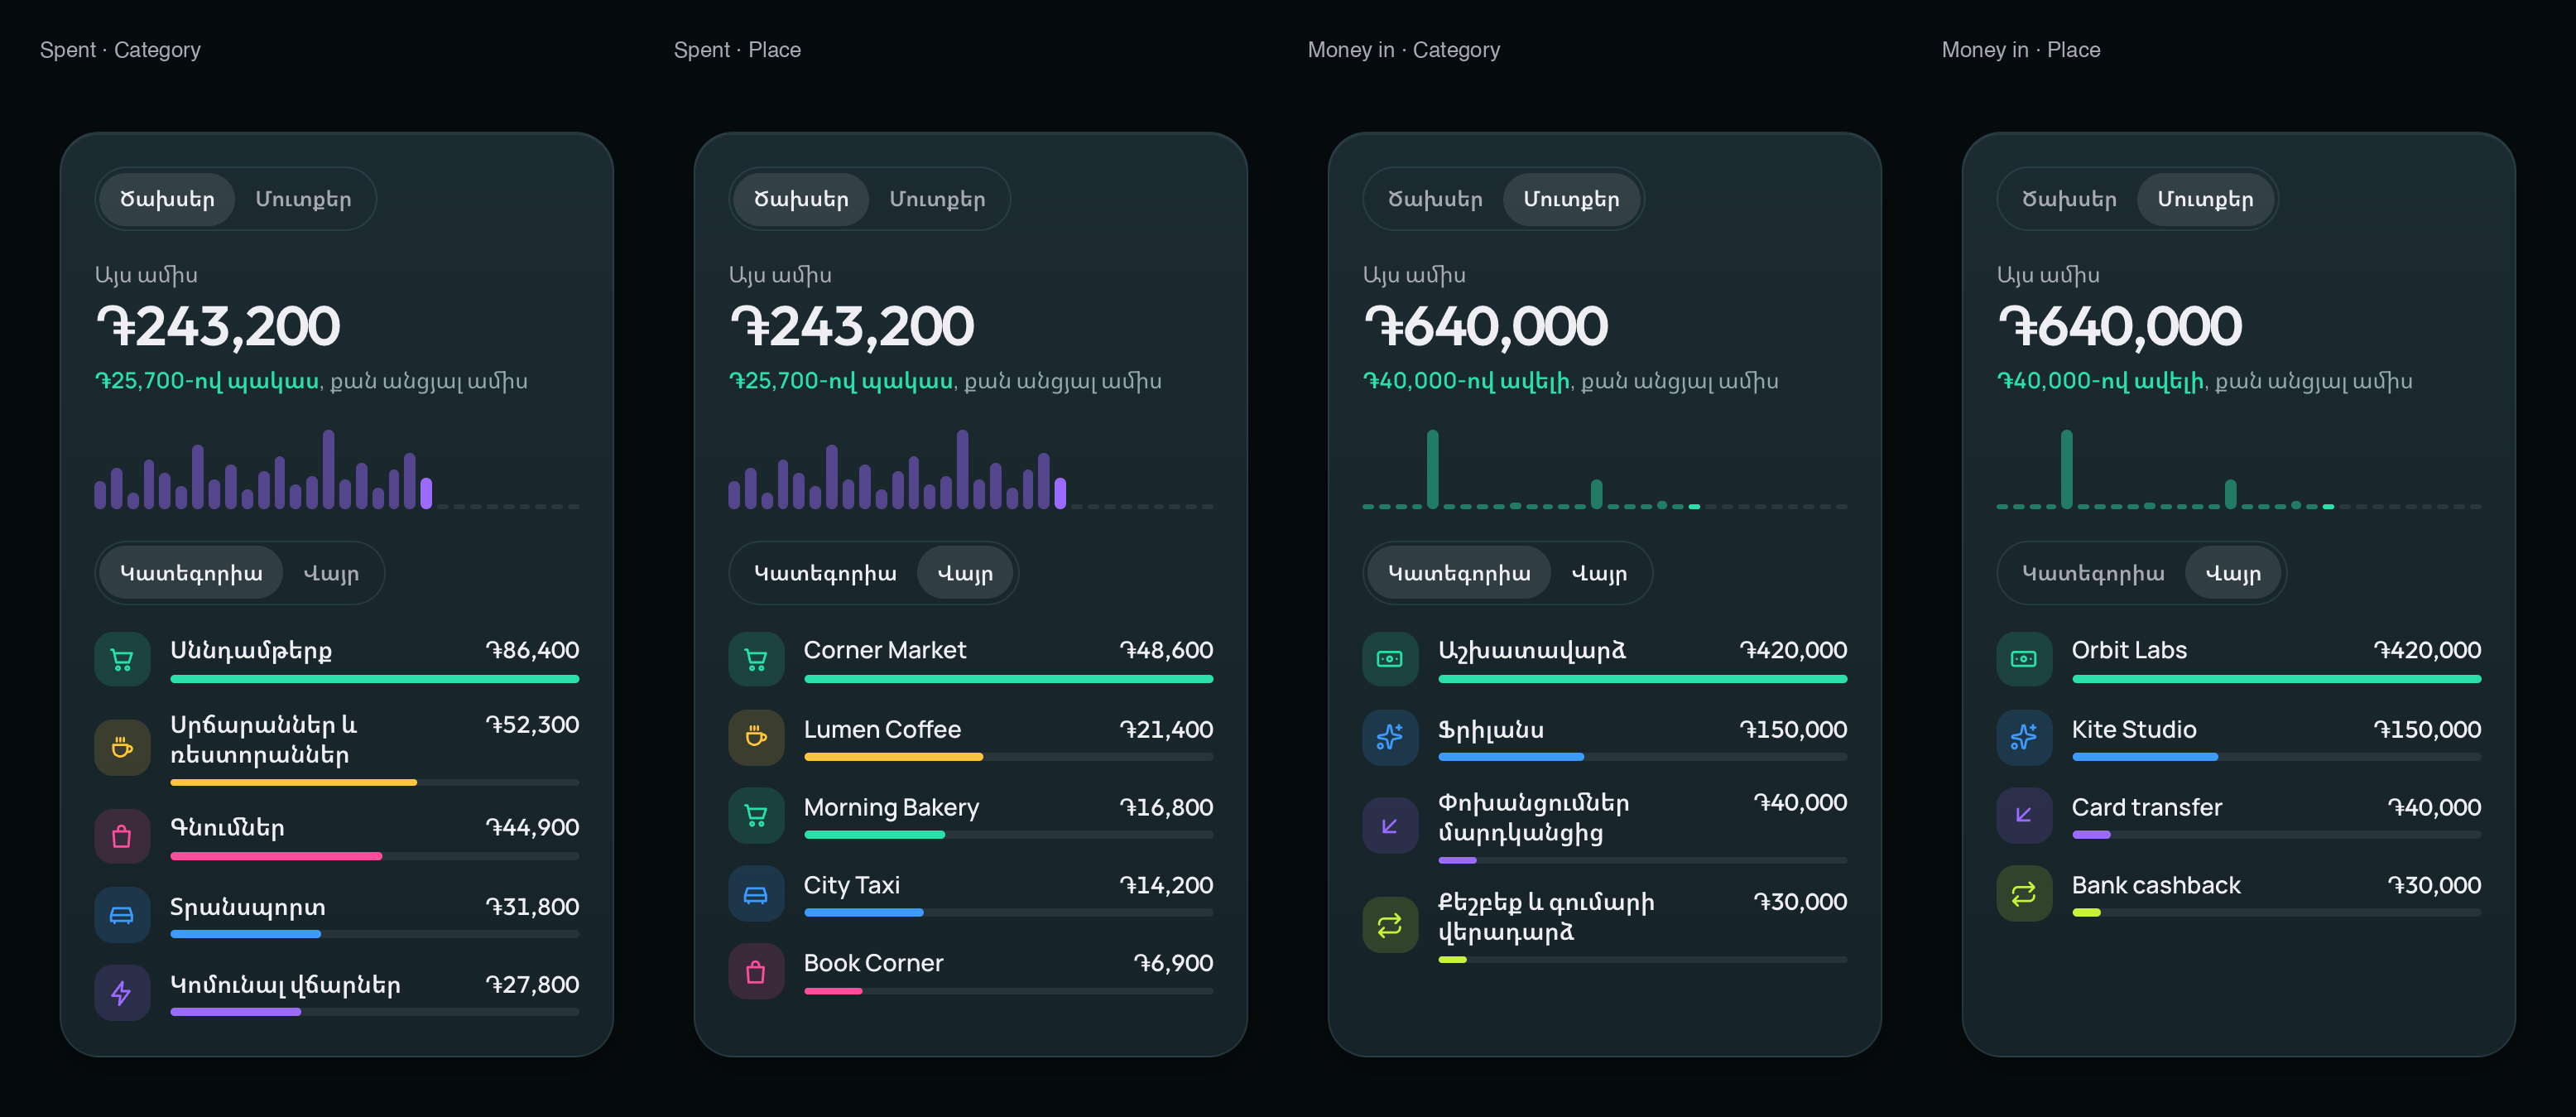 Spent · Category
Ծախսեր Մուտքեր
Այս ամիս
֏243,200
֏25,700-ով պակաս, քան անցյալ ամիս
Կատեգորիա Վայր
Սննդամթերք ֏86,400
Սրճարաններ և ֏52,300
ռեստորաններ
Գնումներ ֏44,900
Տրանսպորտ ֏31,800
Կոմունալ վճարներ ֏27,800
Spent · Place
Ծախսեր Մուտքեր
Այս ամիս
֏243,200
֏25,700-ով պակաս, քան անցյալ ամիս
Կատեգորիա Վայր
Corner Market ֏48,600
Lumen Coffee ֏21,400
Morning Bakery ֏16,800
City Taxi ֏14,200
Book Corner ֏6,900
Money in · Category
Ծախսեր Մուտքեր
Այս ամիս
֏640,000
֏40,000-ով ավելի, քան անցյալ ամիս
Կատեգորիա Վայր
Աշխատավարձ ֏420,000
Ֆրիլանս ֏150,000
Փոխանցումներ ֏40,000
մարդկանցից
Քեշբեք և գումարի ֏30,000
վերադարձ
Money in · Place
Ծախսեր Մուտքեր
Այս ամիս
֏640,000
֏40,000-ով ավելի, քան անցյալ ամիս
Կատեգորիա Վայր
Orbit Labs ֏420,000
Kite Studio ֏150,000
Card transfer ֏40,000
Bank cashback ֏30,000